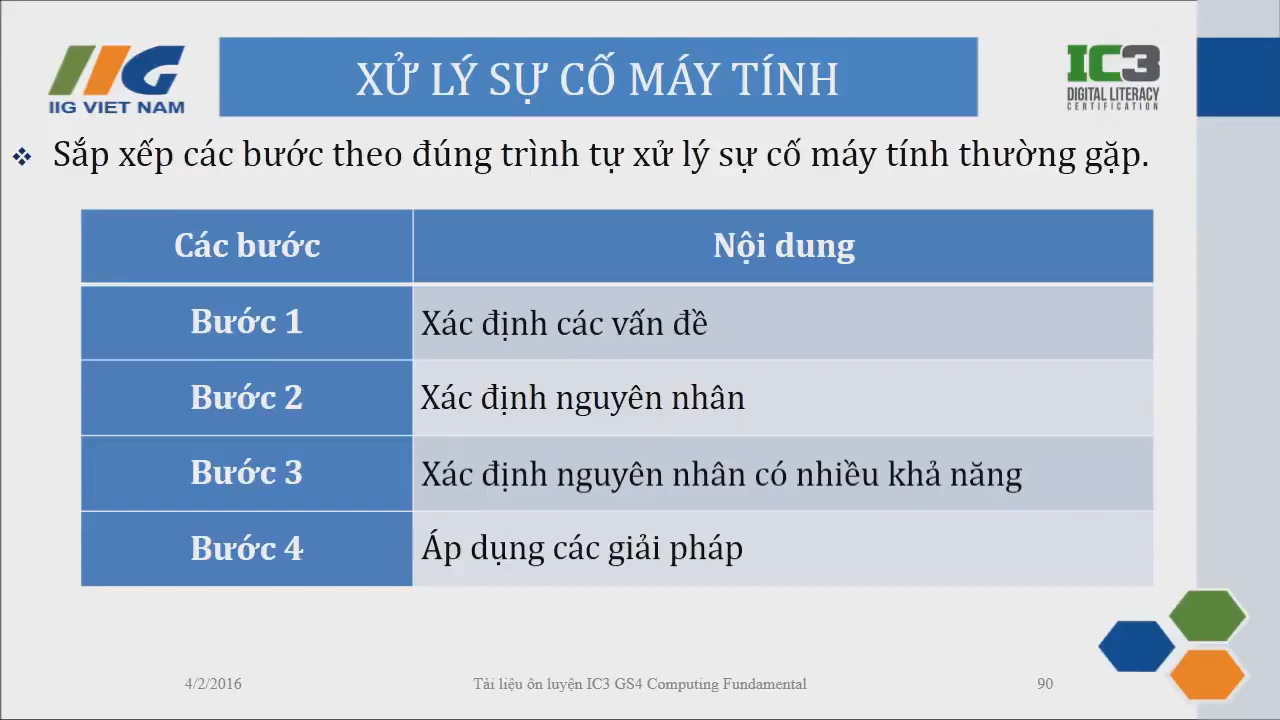 IIG VIET NAM
XỬ LÝ SỰ CỐ MÁY TÍNH
IC3
DIGITAL LITERACY
CERTIFICATION
❖ Sắp xếp các bước theo đúng trình tự xử lý sự cố máy tính thường gặp.
Các bước Nội dung
Bước 1 Xác định các vấn đề
Bước 2 Xác định nguyên nhân
Bước 3 Xác định nguyên nhân có nhiều khả năng
Bước 4 Áp dụng các giải pháp
4/2/2016 Tài liệu ôn luyện IC3 GS4 Computing Fundamental 90